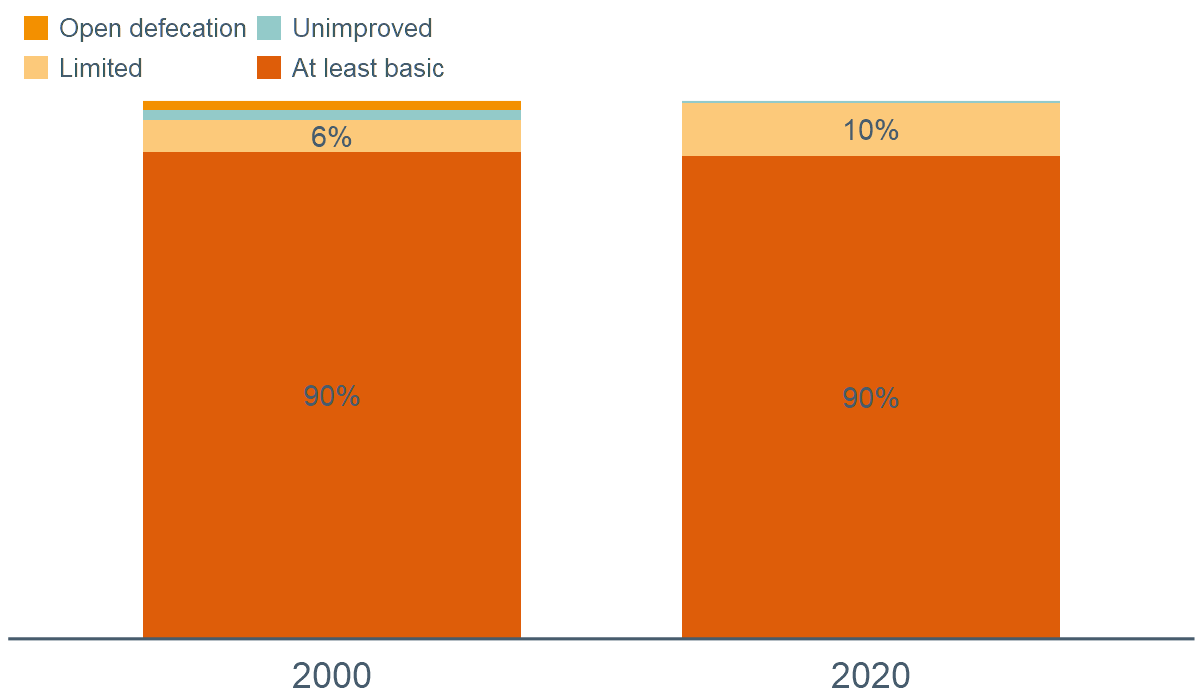 Open defecation Unimproved
Limited At least basic
6% 10%
90% 90%
2000 2020